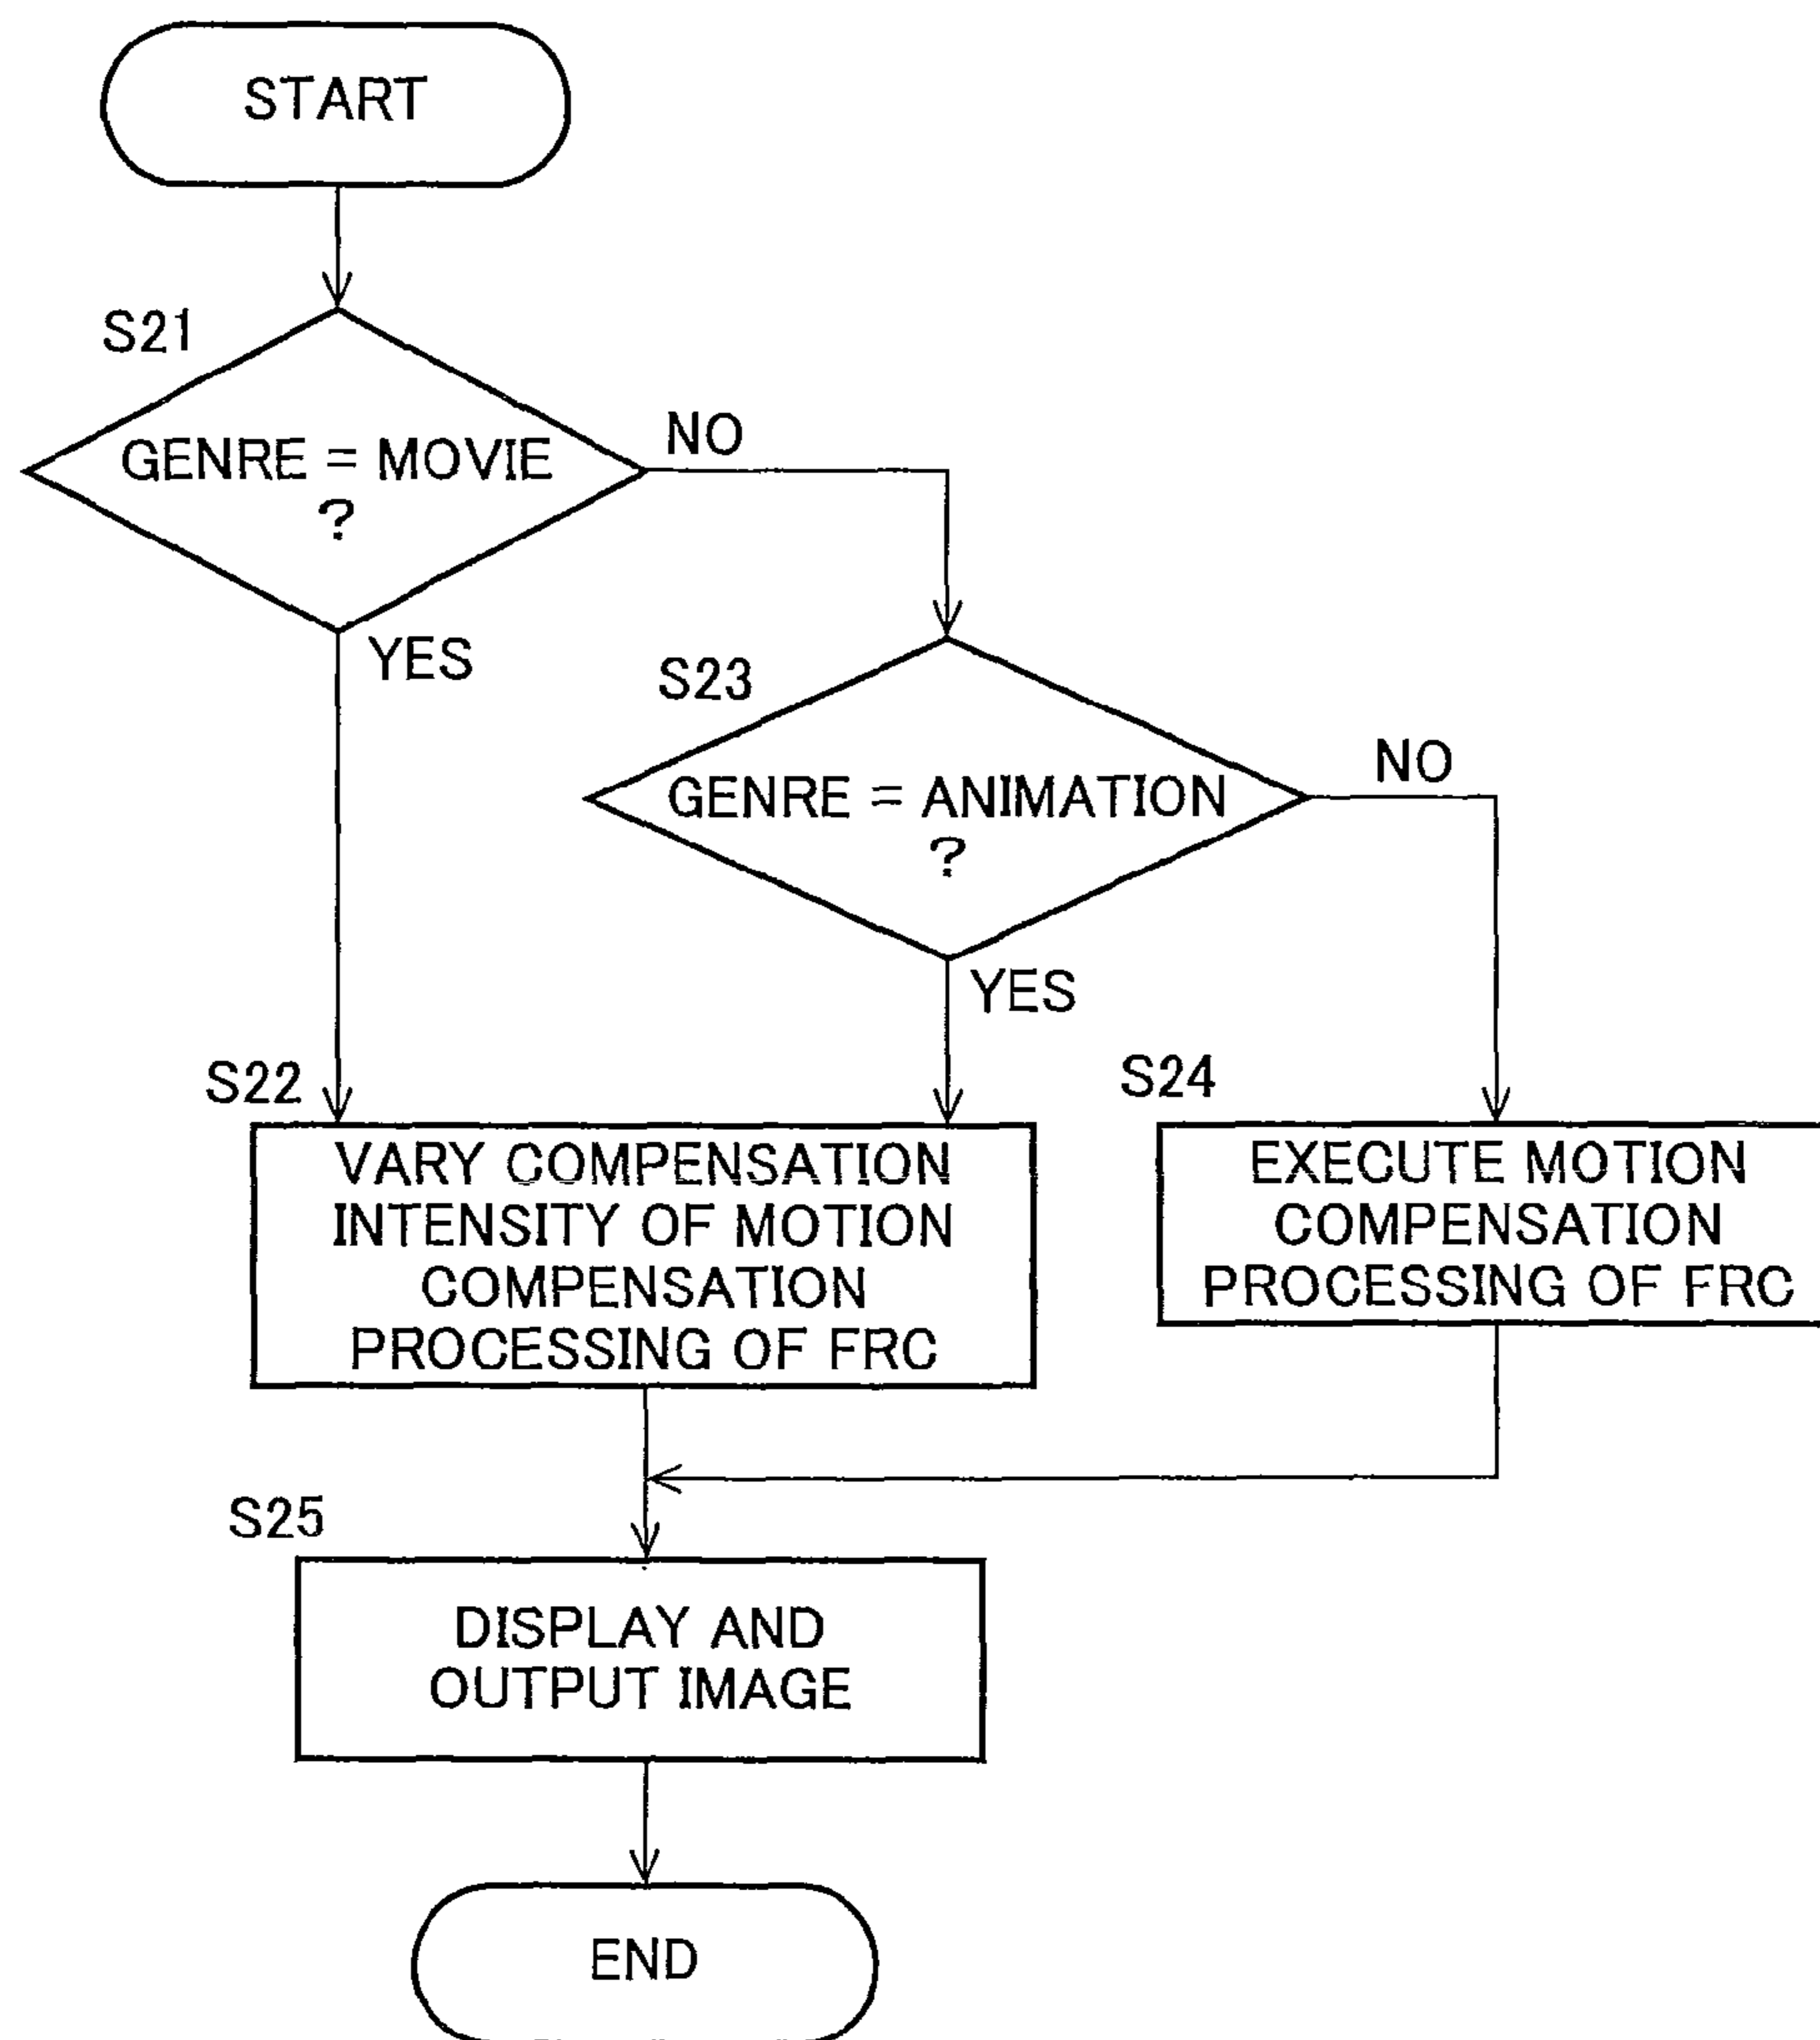 START
S21
GENRE = MOVIE
?
NO
YES
S23
GENRE = ANIMATION
?
NO
YES
S22
VARY COMPENSATION
INTENSITY OF MOTION
COMPENSATION
PROCESSING OF FRC
S24
EXECUTE MOTION
COMPENSATION
PROCESSING OF FRC
S25
DISPLAY AND
OUTPUT IMAGE
END